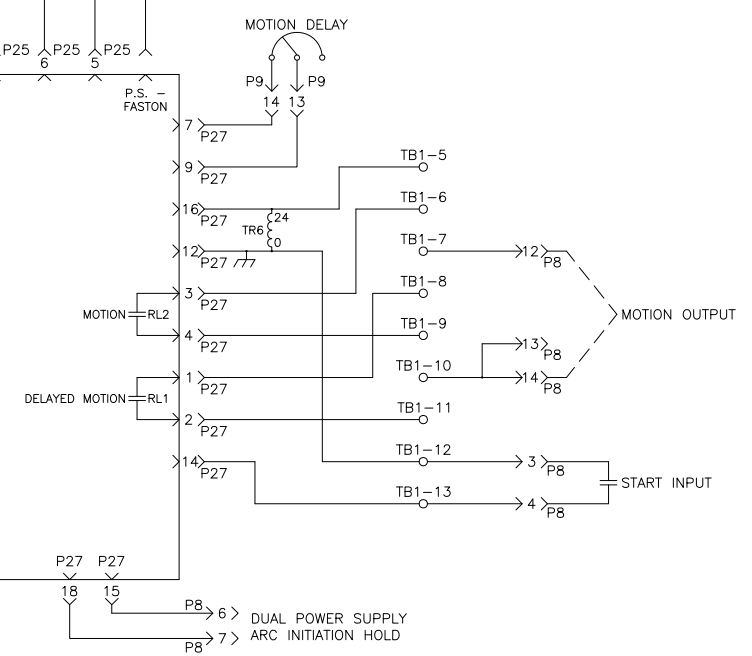 MOTION DELAY
P25 P25 P25
6 5
P9 P9
14 13
P.S. –
FASTON
7
P27
9
P27
TB1–5
16
P27
24
TR6
0
TB1–6
12
P27
TB1–7
12
P8
3
P27
TB1–8
MOTION RL2
MOTION OUTPUT
4
P27
TB1–9
13
P8
1
P27
TB1–10
14
P8
DELAYED MOTION RL1
2
P27
TB1–11
14
P27
TB1–12
3
P8
START INPUT
TB1–13
4
P8
P27 P27
18 15
P8 6
DUAL POWER SUPPLY
ARC INITIATION HOLD
7
P8